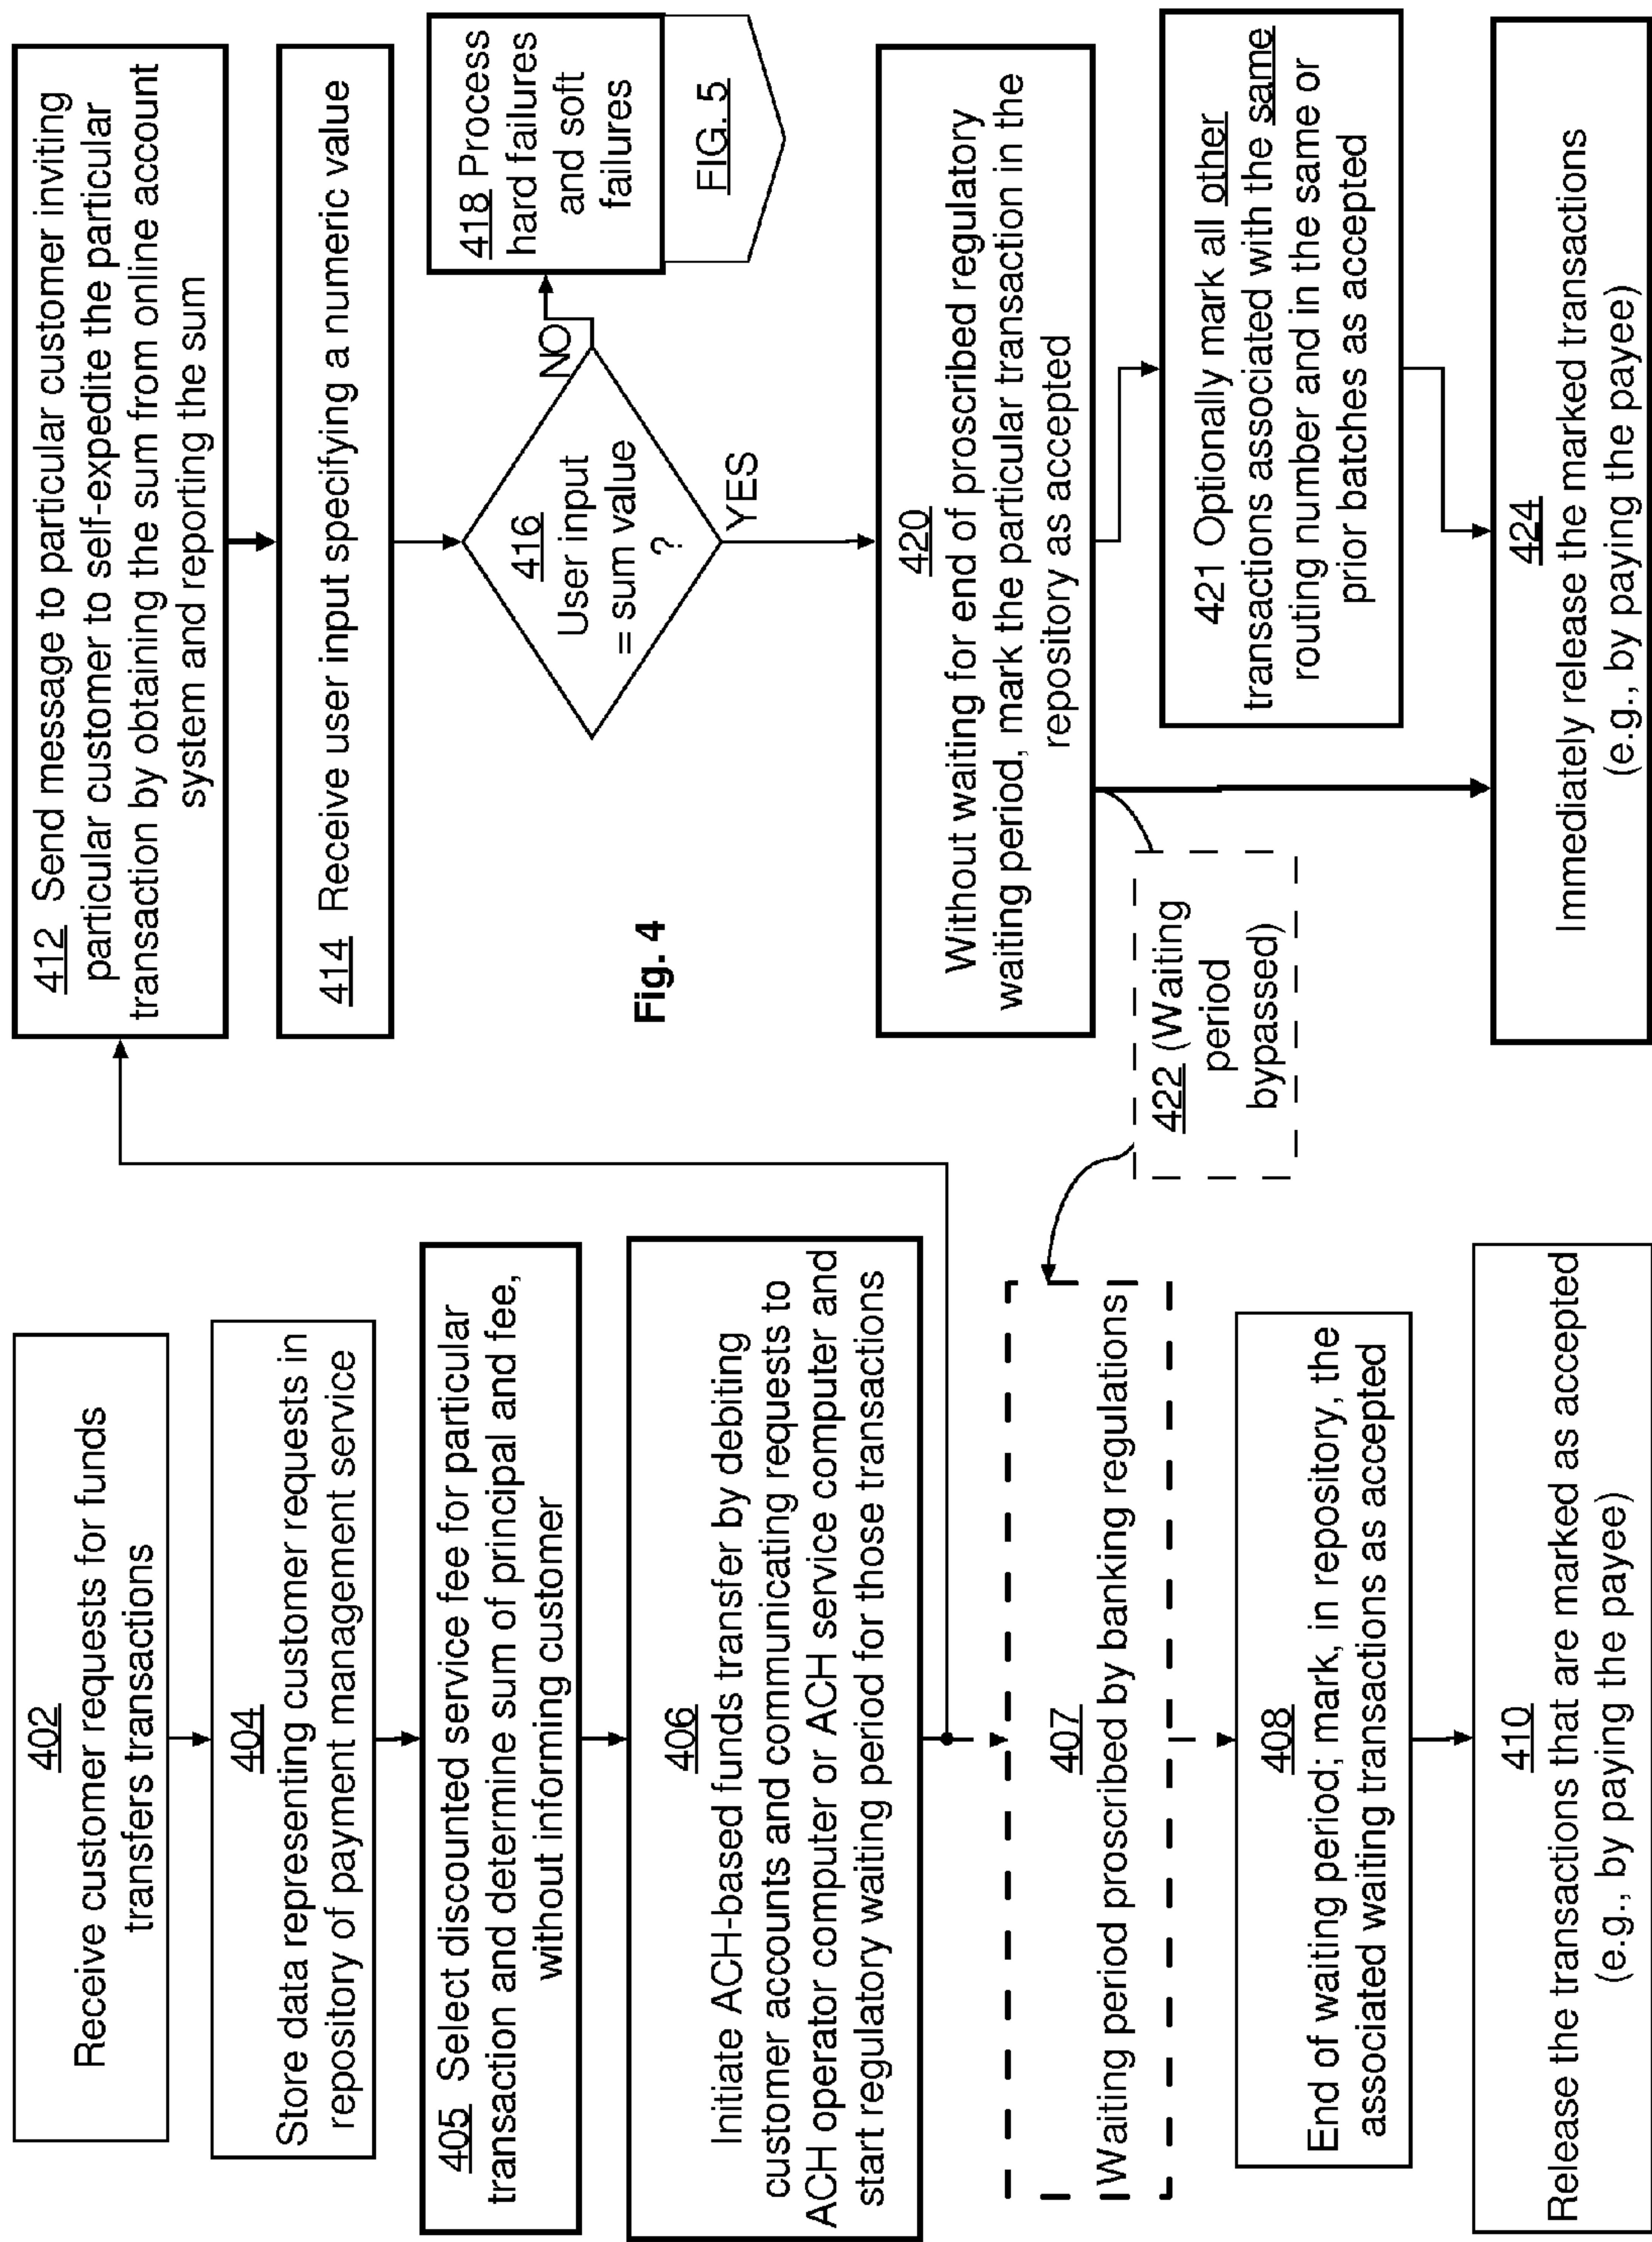 402
Receive customer requests for funds
transfers transactions
404
Store data representing customer requests in
repository of payment management service
405 Select discounted service fee for particular
transaction and determine sum of principal and fee,
without informing customer
406
Initiate ACH-based funds transfer by debiting
customer accounts and communicating requests to
ACH operator computer or ACH service computer and
start regulatory waiting period for those transactions
407
Waiting period proscribed by banking regulations
408
End of waiting period; mark, in repository, the
associated waiting transactions as accepted
410
Release the transactions that are marked as accepted
(e.g., by paying the payee)
412 Send message to particular customer inviting
particular customer to self-expedite the particular
transaction by obtaining the sum from online account
system and reporting the sum
414 Receive user input specifying a numeric value
416
User input
= sum value
?
NO
418 Process
hard failures
and soft
failures
FIG. 5
YES
Fig. 4
420
Without waiting for end of proscribed regulatory
waiting period, mark the particular transaction in the
repository as accepted
422 (Waiting
period
bypassed)
421 Optionally mark all other
transactions associated with the same
routing number and in the same or
prior batches as accepted
424
Immediately release the marked transactions
(e.g., by paying the payee)